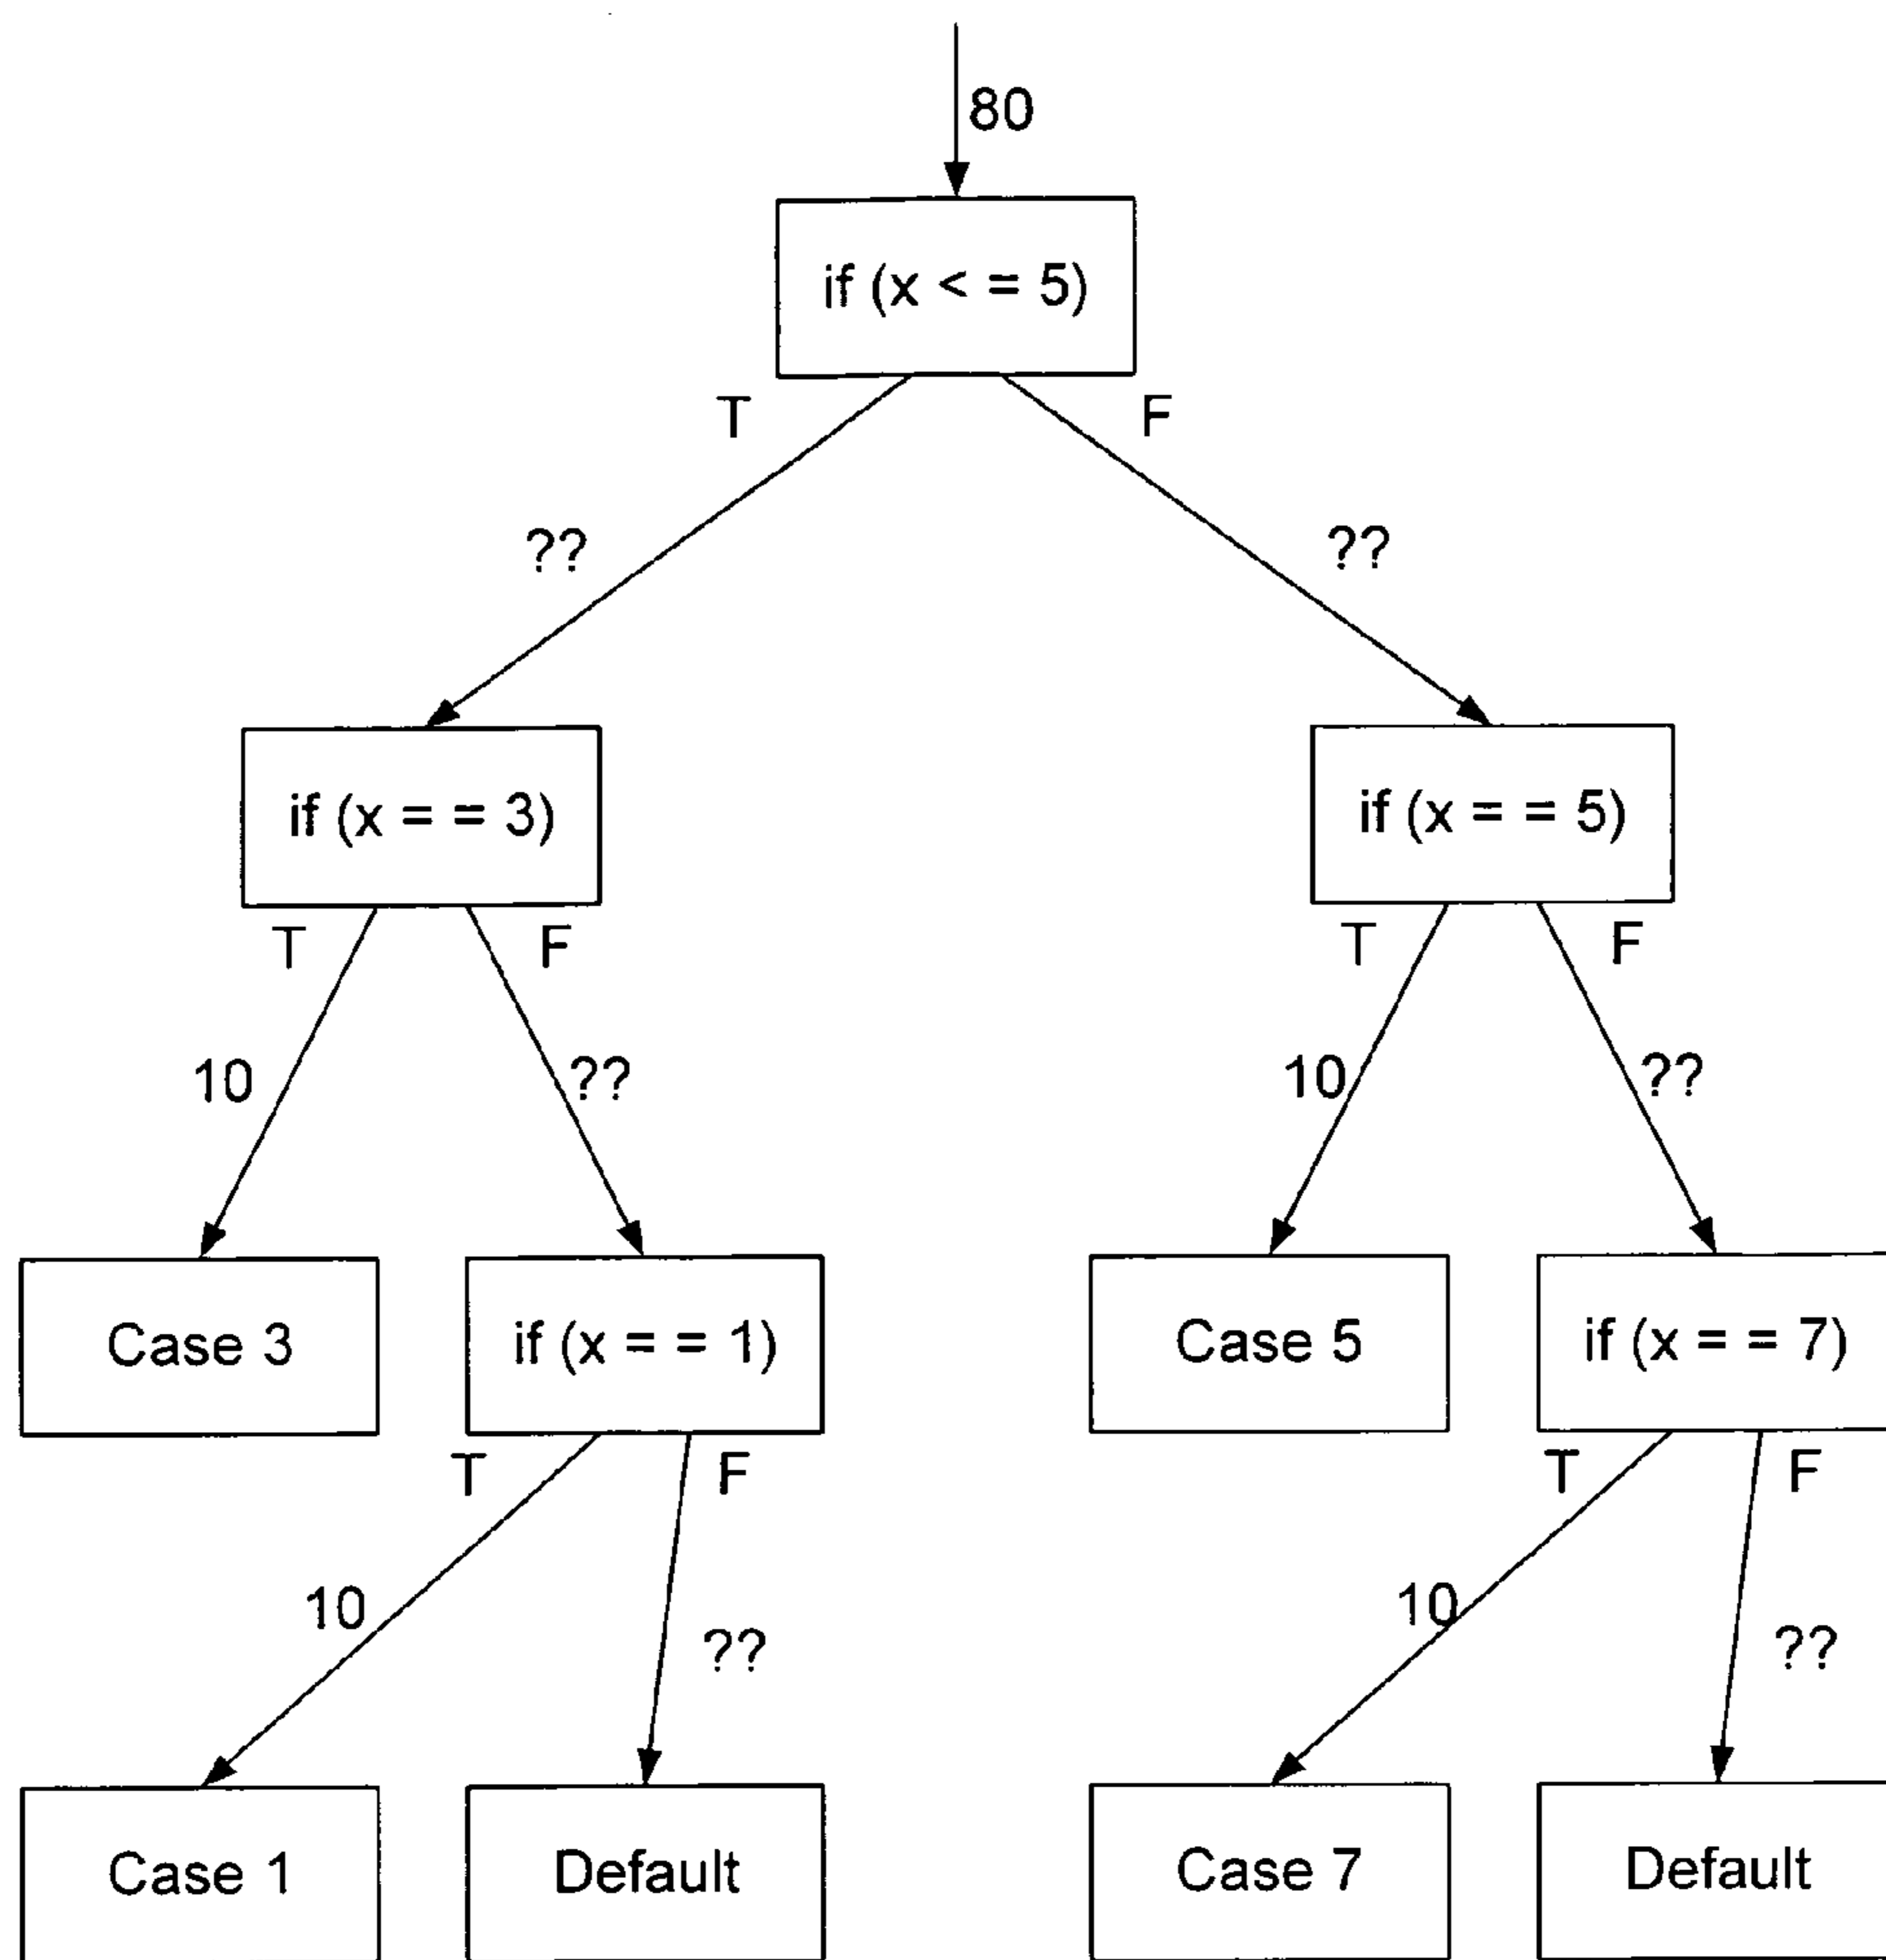 80
if (x < = 5)
T F
?? ??
if (x = = 3) if (x = = 5)
T F T F
10 ?? 10 ??
Case 3 if (x = = 1) Case 5 if (x = = 7)
T F T F
10 ?? 10 ??
Case 1 Default Case 7 Default